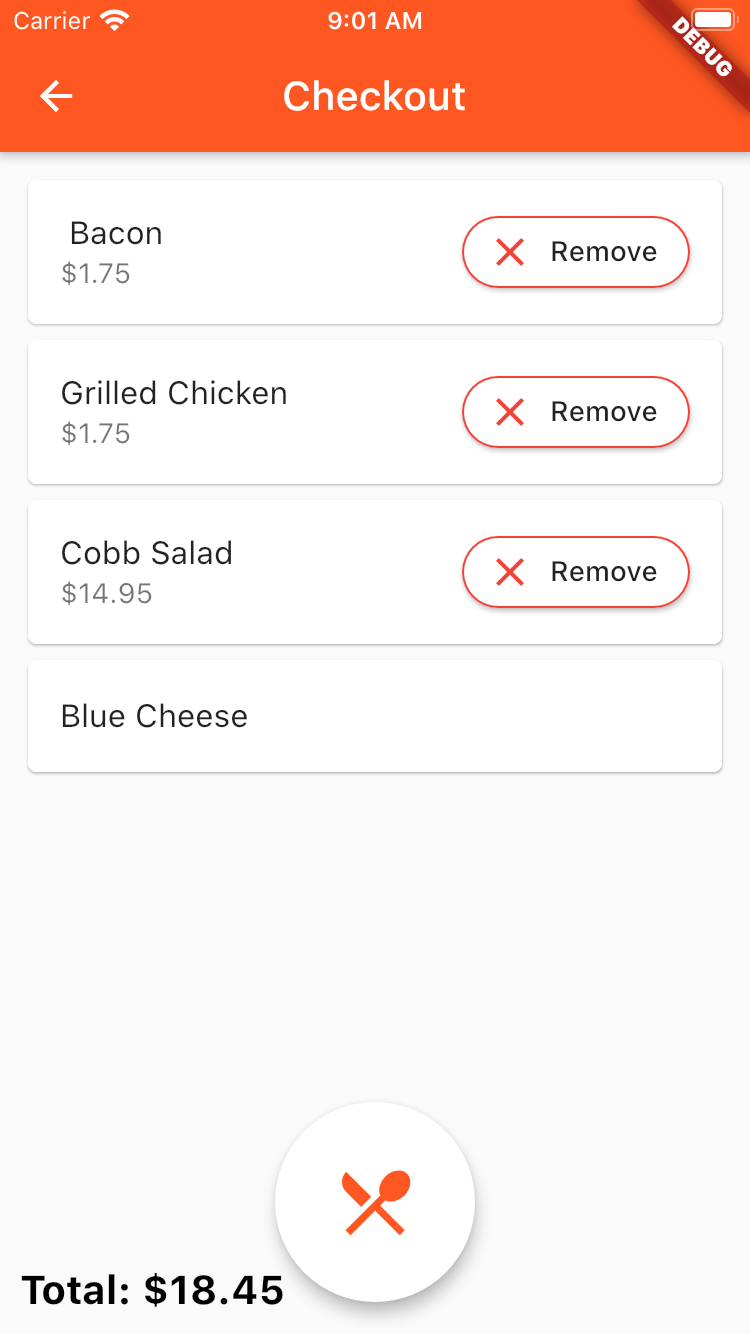 Carrier 9:01 AM
DEBUG
Checkout
Bacon
$1.75
Remove
Grilled Chicken
$1.75
Remove
Cobb Salad
$14.95
Remove
Blue Cheese
Total: $18.45